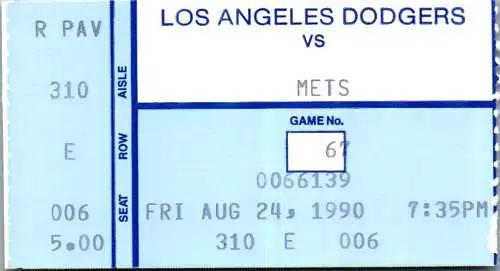 R PAV
LOS ANGELES DODGERS
VS
310
AISLE
METS
GAME No.
E
ROW
67
0066139
006
SEAT
FRI AUG 24, 1990 7:35PM
5.00
310 E 006